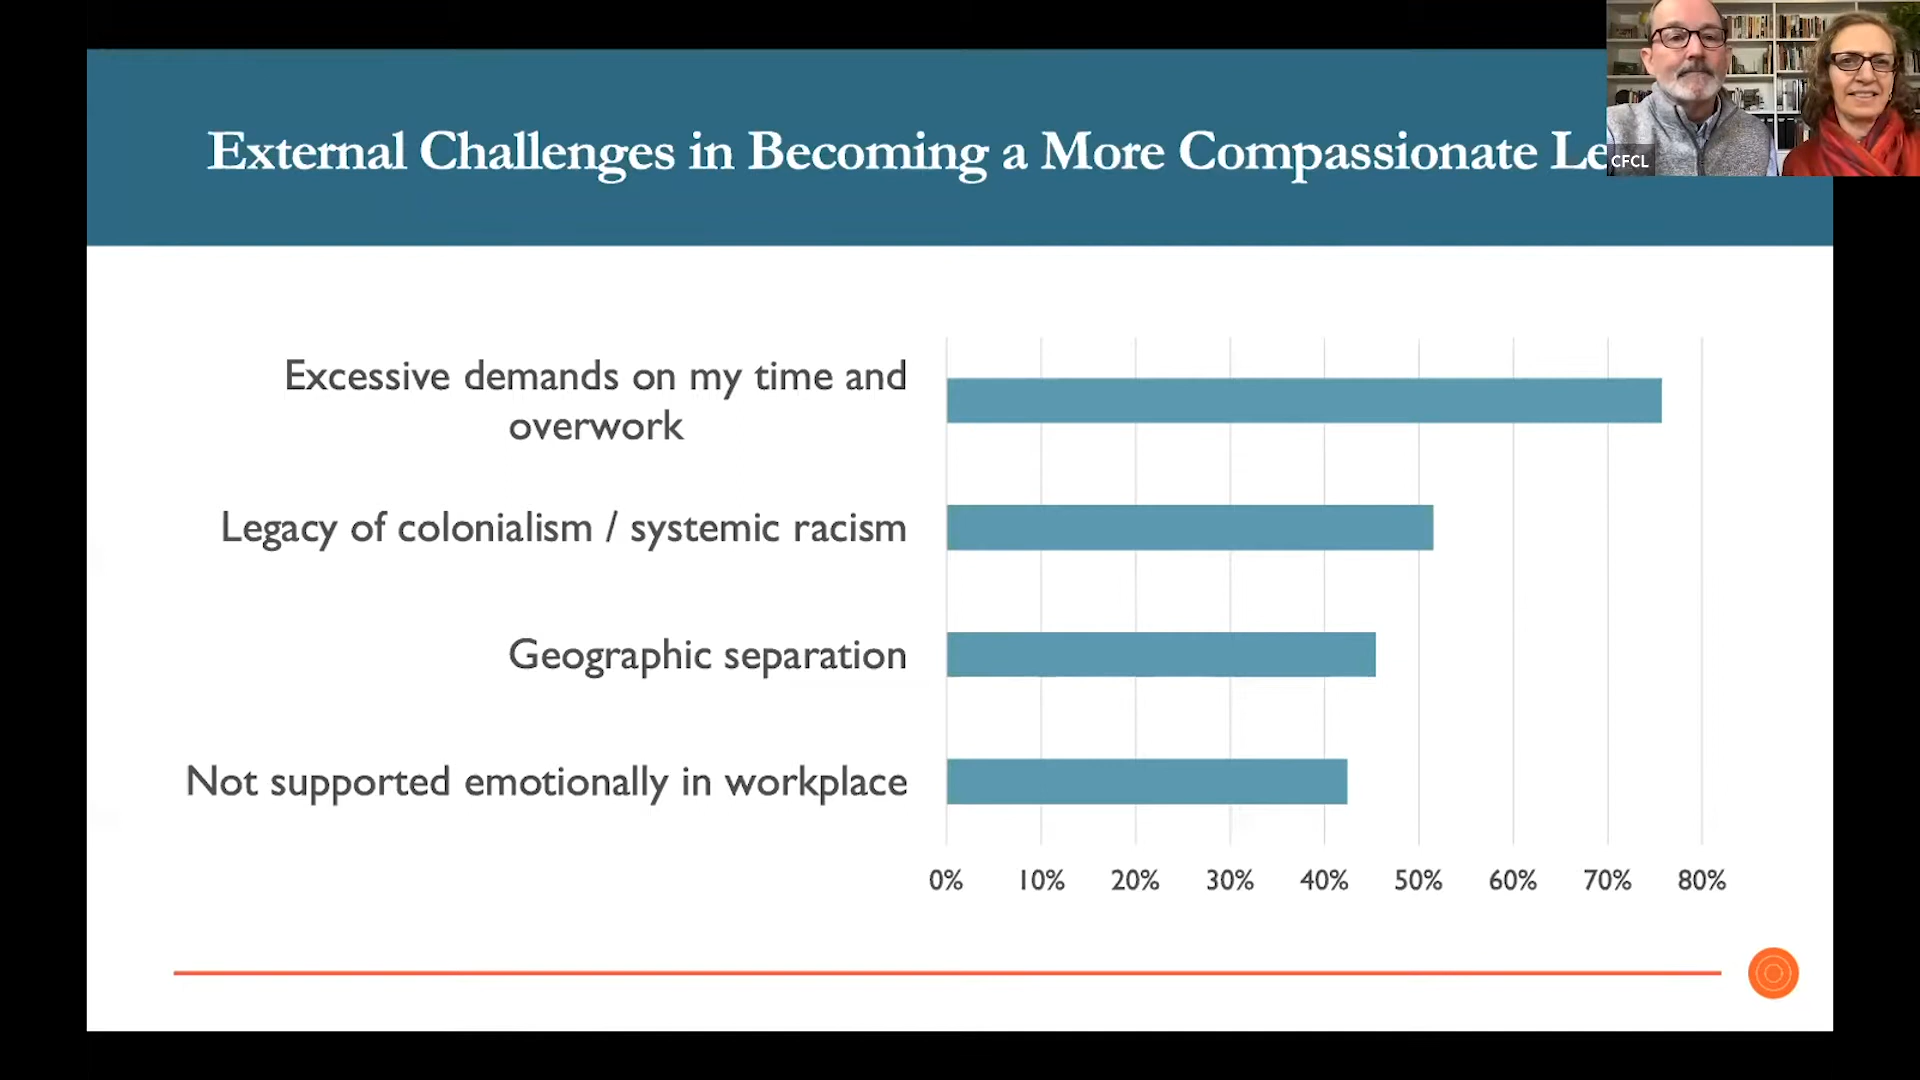 External Challenges in Becoming a More Compassionate Le
CFCL
Excessive demands on my time and
overwork
Legacy of colonialism / systemic racism
Geographic separation
Not supported emotionally in workplace
0% 10% 20% 30% 40% 50% 60% 70% 80%